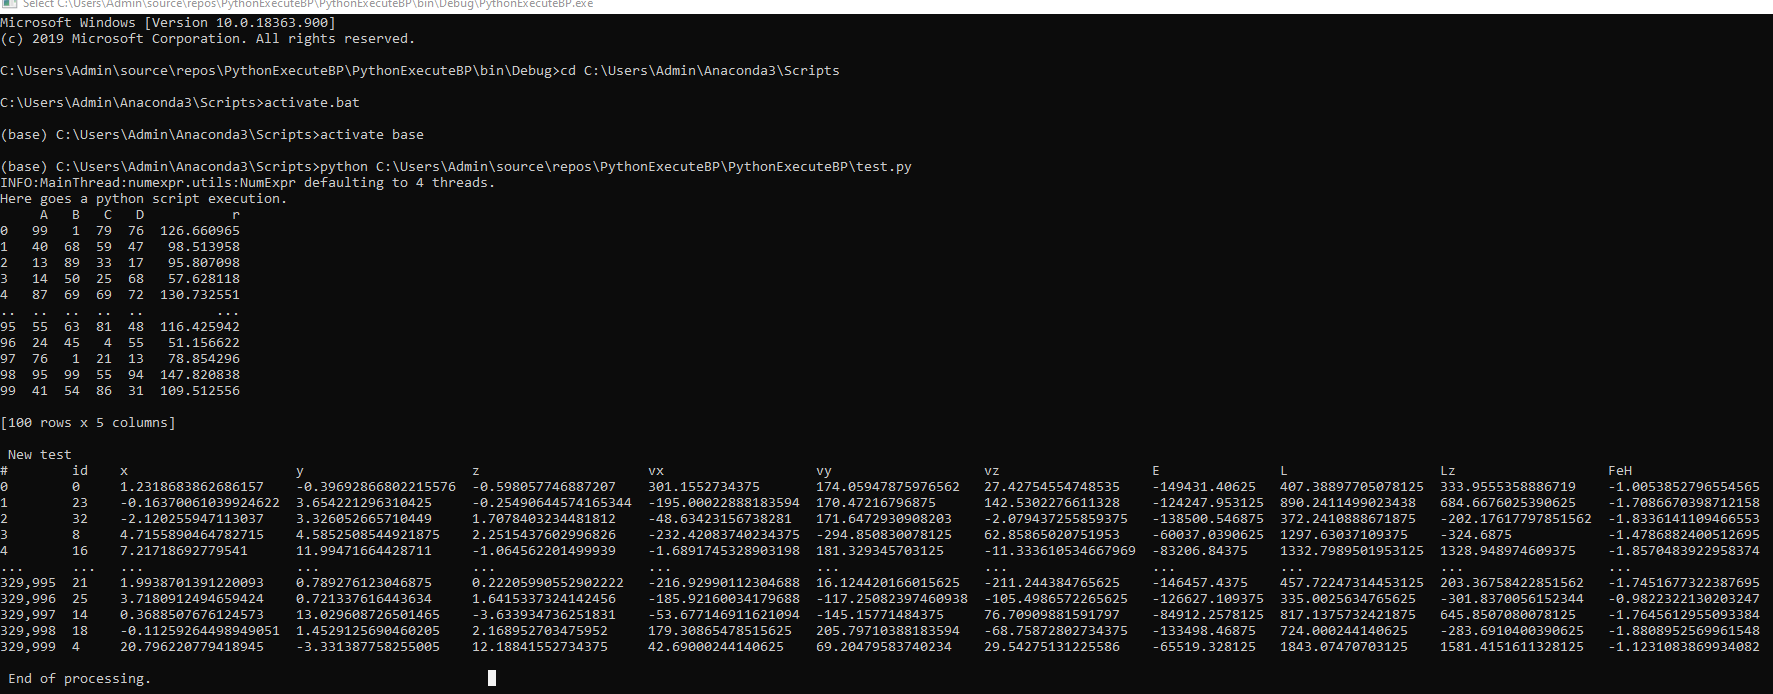 Select C:\Users\Admin\source\repos\PythonExecuteBP\PythonExecuteBP\bin\Debug\PythonExecuteBP.exe
Microsoft Windows [Version 10.0.18363.900]
(c) 2019 Microsoft Corporation. All rights reserved.
C:\Users\Admin\source\repos\PythonExecuteBP\PythonExecuteBP\bin\Debug>cd C:\Users\Admin\Anaconda3\Scripts
C:\Users\Admin\Anaconda3\Scripts>activate.bat
(base) C:\Users\Admin\Anaconda3\Scripts>activate base
(base) C:\Users\Admin\Anaconda3\Scripts>python C:\Users\Admin\source\repos\PythonExecuteBP\PythonExecuteBP\test.py
INFO:MainThread:numexpr.utils:NumExpr defaulting to 4 threads.
Here goes a python script execution.
A B C D r
0 99 1 79 76 126.660965
1 40 68 59 47 98.513958
2 13 89 33 17 95.807098
3 14 50 25 68 57.628118
4 87 69 69 72 130.732551
.. .. .. .. .. ...
95 55 63 81 48 116.425942
96 24 45 4 55 51.156622
97 76 1 21 13 78.854296
98 95 99 55 94 147.820838
99 41 54 86 31 109.512556
[100 rows x 5 columns]
New test
# id x y z vx vy vz E L Lz FeH
0 0 1.2318683862686157 -0.39692866802215576 -0.598057746887207 301.1552734375 174.05947875976562 27.42754554748535 -149431.40625 407.38897705078125 333.9555358886719 -1.0053852796554565
1 23 -0.16370061039924622 3.654221296310425 -0.25490644574165344 -195.00022888183594 170.47216796875 142.5302276611328 -124247.953125 890.2411499023438 684.6676025390625 -1.7086670398712158
2 32 -2.120255947113037 3.326052665710449 1.7078403234481812 -48.63423156738281 171.6472930908203 -2.079437255859375 -138500.546875 372.2410888671875 -202.17617797851562 -1.8336141109466553
3 8 4.7155890464782715 4.5852508544921875 2.2515437602996826 -232.42083740234375 -294.850830078125 62.85865020751953 -60037.0390625 1297.63037109375 -324.6875 -1.4786882400512695
4 16 7.21718692779541 11.99471664428711 -1.064562201499939 -1.6891745328903198 181.329345703125 -11.333610534667969 -83206.84375 1332.7989501953125 1328.948974609375 -1.8570483922958374
... ... ... ... ... ... ... ... ... ... ... ...
329,995 21 1.9938701391220093 0.789276123046875 0.22205990552902222 -216.92990112304688 16.124420166015625 -211.244384765625 -146457.4375 457.72247314453125 203.36758422851562 -1.7451677322387695
329,996 25 3.7180912494659424 0.721337616443634 1.6415337324142456 -185.92160034179688 -117.25082397460938 -105.4986572265625 -126627.109375 335.0025634765625 -301.8370056152344 -0.9822322130203247
329,997 14 0.3688507676124573 13.029608726501465 -3.633934736251831 -53.677146911621094 -145.15771484375 76.70909881591797 -84912.2578125 817.1375732421875 645.8507080078125 -1.7645612955093384
329,998 18 -0.11259264498949051 1.4529125690460205 2.168952703475952 179.30865478515625 205.79710388183594 -68.75872802734375 -133498.46875 724.000244140625 -283.6910400390625 -1.8808952569961548
329,999 4 20.796220779418945 -3.331387758255005 12.18841552734375 42.69000244140625 69.20479583740234 29.54275131225586 -65519.328125 1843.07470703125 1581.4151611328125 -1.1231083869934082
End of processing.